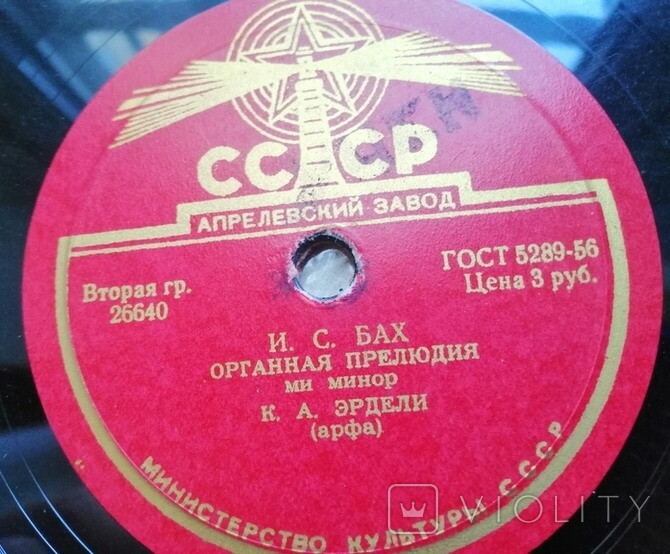 СССР
АПРЕЛЕВСКИЙ ЗАВОД
ГОСТ 5289-56
Цена 3 руб.
Вторая гр.
26640
И. С. БАХ
ОРГАННАЯ ПРЕЛЮДИЯ
ми минор
К. А. ЭРДЕЛИ
(арфа)
МИНИСТЕРСТВО КУЛЬТУРЫ СССР
VIOLITY